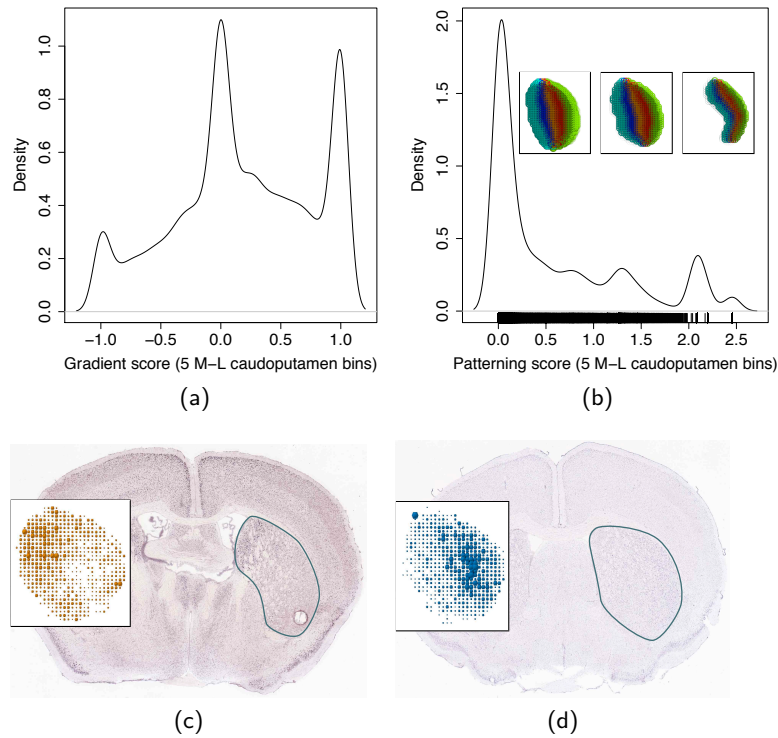 Density
0.0 0.2 0.4 0.6 0.8 1.0
−1.0 −0.5 0.0 0.5 1.0
Gradient score (5 M−L caudoputamen bins)
(a)
Density
0.0 0.5 1.0 1.5 2.0
0.0 0.5 1.0 1.5 2.0 2.5
Patterning score (5 M−L caudoputamen bins)
(b)
(c)
(d)